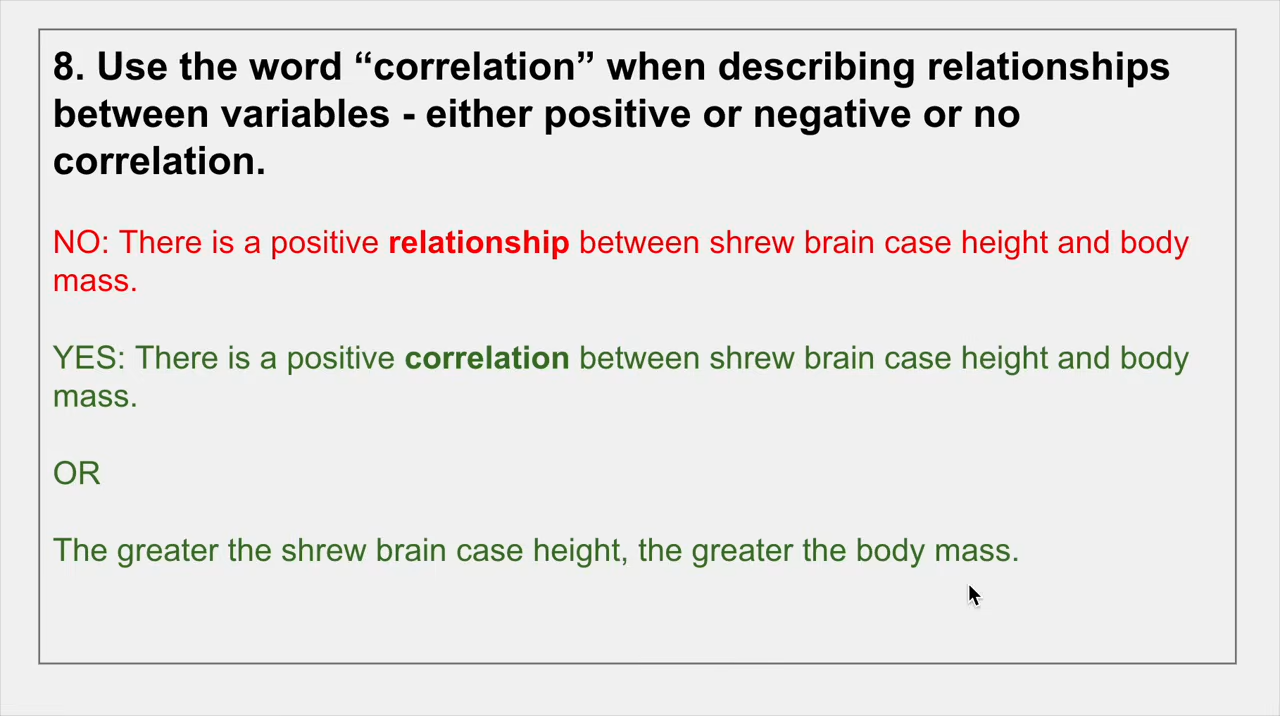 8. Use the word “correlation” when describing relationships
between variables - either positive or negative or no
correlation.
NO: There is a positive relationship between shrew brain case height and body
mass.
YES: There is a positive correlation between shrew brain case height and body
mass.
OR
The greater the shrew brain case height, the greater the body mass.